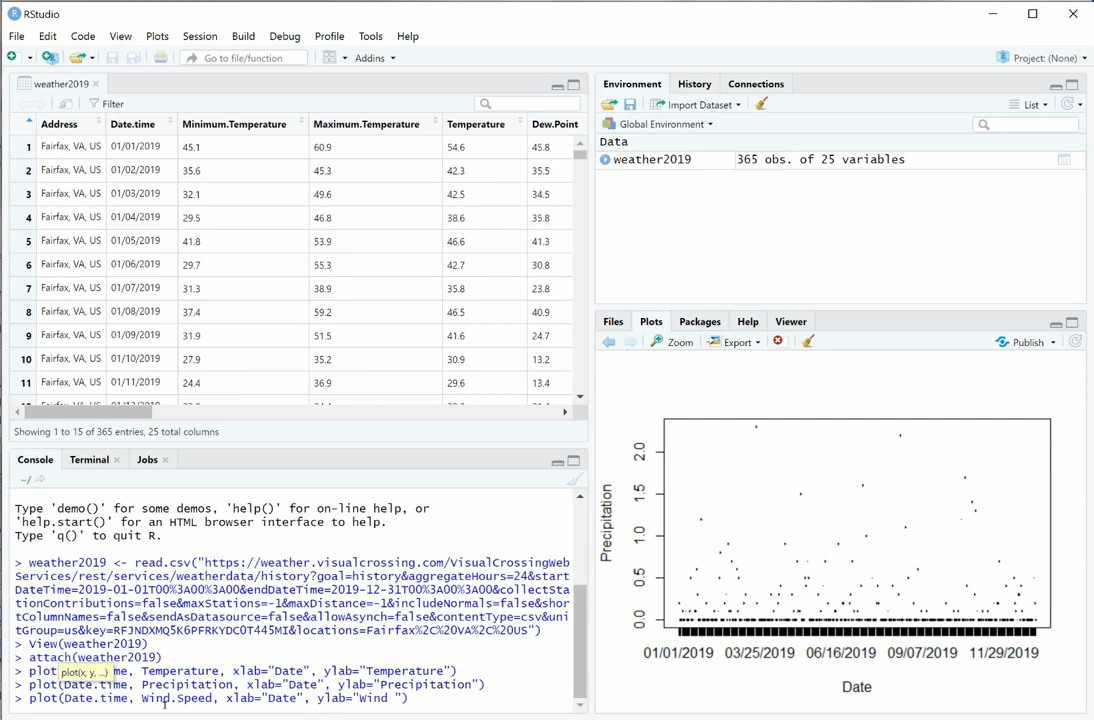 RStudio
File Edit Code View Plots Session Build Debug Profile Tools Help
Go to file/function Addins Project: (None)
weather2019
Filter
Address Date.time Minimum.Temperature Maximum.Temperature Temperature Dew.Point
1 Fairfax, VA, US 01/01/2019 45.1 60.9 54.6 45.8
2 Fairfax, VA, US 01/02/2019 35.6 45.3 42.3 35.5
3 Fairfax, VA, US 01/03/2019 32.1 49.6 42.5 34.5
4 Fairfax, VA, US 01/04/2019 29.5 46.8 38.6 35.8
5 Fairfax, VA, US 01/05/2019 41.8 53.9 46.6 41.3
6 Fairfax, VA, US 01/06/2019 29.7 55.3 42.7 30.8
7 Fairfax, VA, US 01/07/2019 31.3 38.9 35.8 23.8
8 Fairfax, VA, US 01/08/2019 37.4 59.2 46.5 40.9
9 Fairfax, VA, US 01/09/2019 31.9 51.5 41.6 24.7
10 Fairfax, VA, US 01/10/2019 27.9 35.2 30.9 13.2
11 Fairfax, VA, US 01/11/2019 24.4 36.9 29.6 13.4
Showing 1 to 15 of 365 entries, 25 total columns
Console Terminal Jobs
~/
Type 'demo()' for some demos, 'help()' for on-line help, or
'help.start()' for an HTML browser interface to help.
Type 'q()' to quit R.
> weather2019 <- read.csv("https://weather.visualcrossing.com/VisualCrossingWeb
Services/rest/services/weatherdata/history?goal=history&aggregateHours=24&start
DateTime=2019-01-01T00%3A00%3A00&endDateTime=2019-12-31T00%3A00%3A00&collectSta
tionContributions=false&maxStations=-1&maxDistance=-1&includeNormals=false&shor
tColumnNames=false&sendAsDatasource=false&allowAsynch=false&contentType=csv&uni
tGroup=us&key=RFJNDXMQ5K6PFRKYDC0T445MI&locations=Fairfax%2C%20VA%2C%20US")
> View(weather2019)
> attach(weather2019)
> plot me, Temperature, xlab="Date", ylab="Temperature")
plot(x, y, ...)
> plot(Date.time, Precipitation, xlab="Date", ylab="Precipitation")
> plot(Date.time, Wind.Speed, xlab="Date", ylab="Wind ")
Environment History Connections
Import Dataset List
Global Environment
Data
weather2019 365 obs. of 25 variables
Files Plots Packages Help Viewer
Zoom Export Publish
Precipitation
2.0
1.5
1.0
0.5
0.0
01/01/2019 03/25/2019 06/16/2019 09/07/2019 11/29/2019
Date